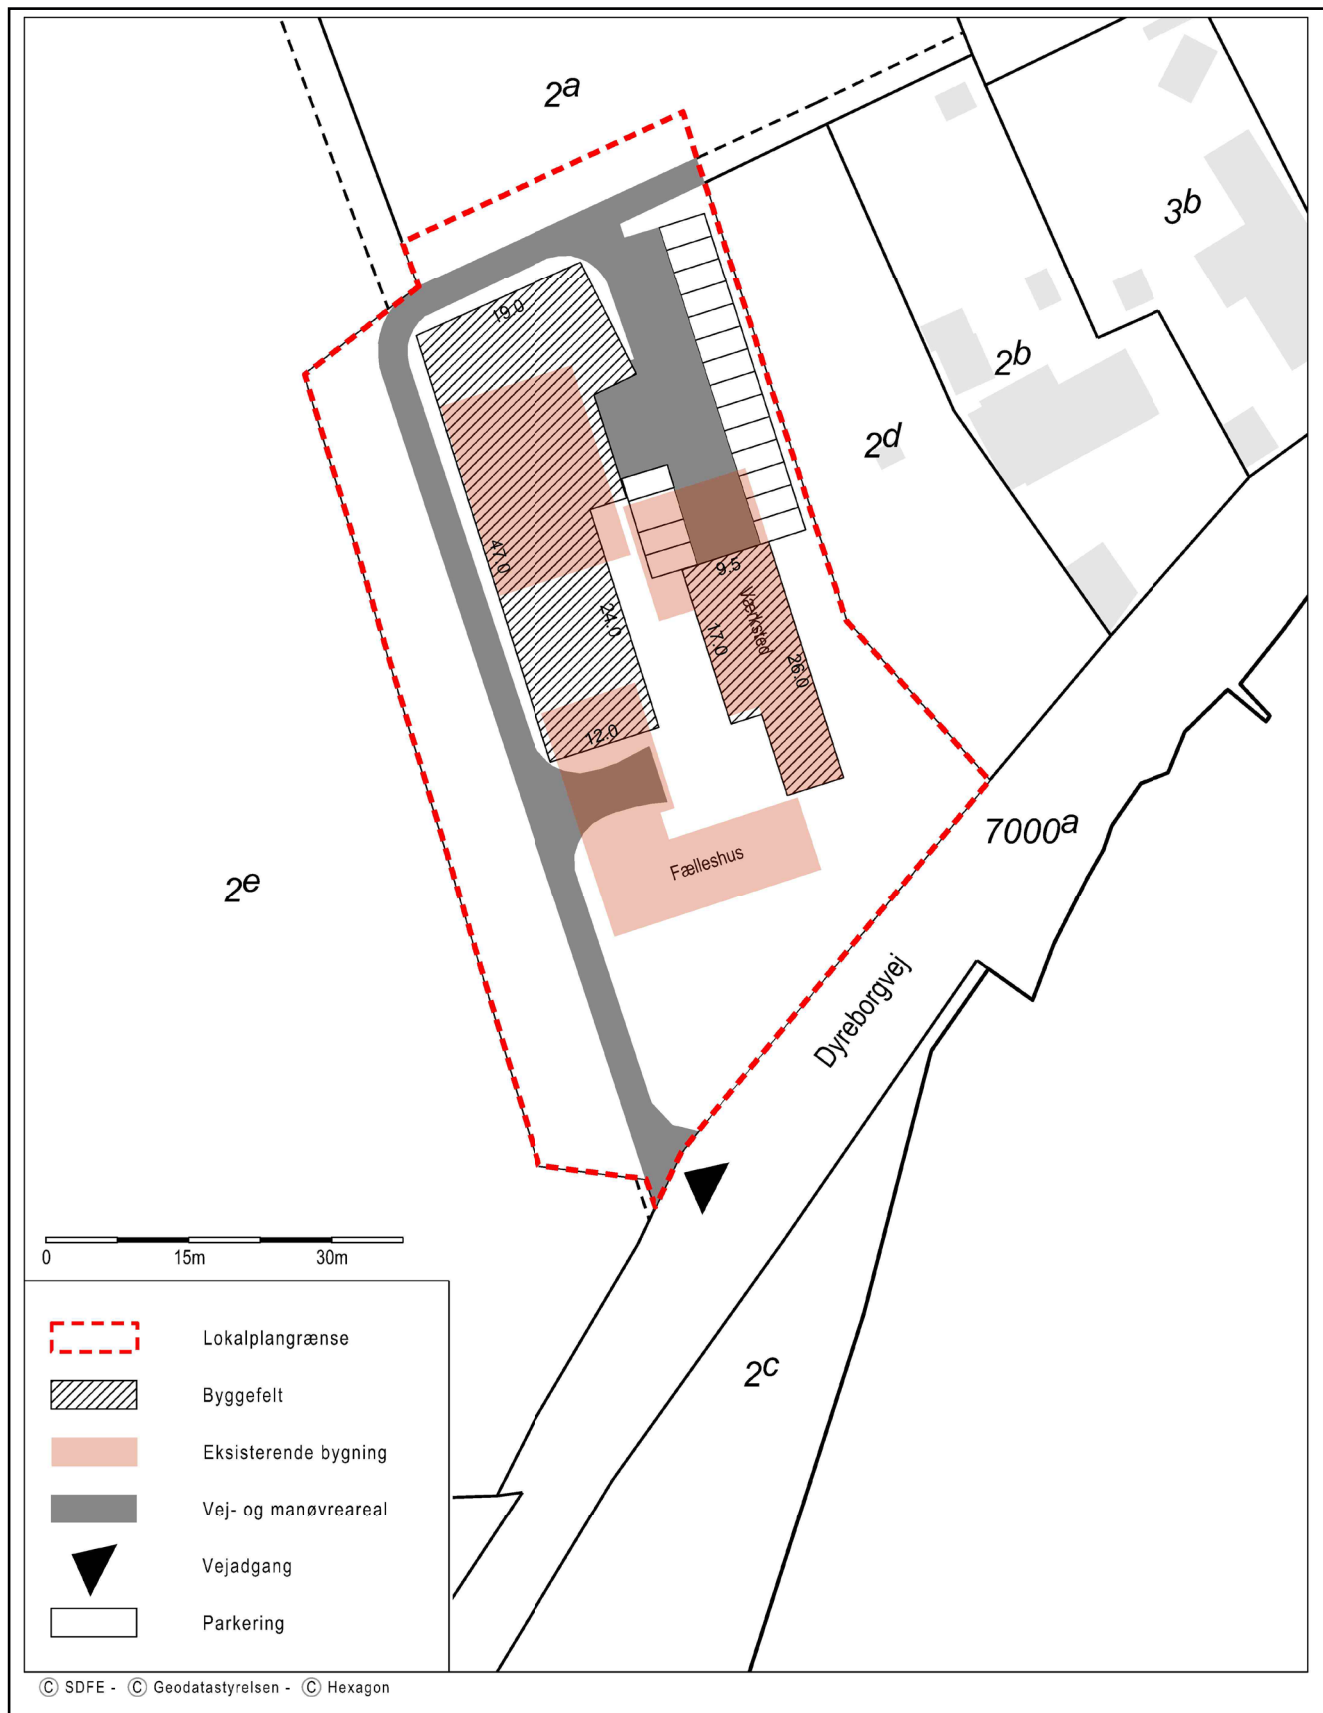 2a
3b
2b
2d
19.0
47.0
9.5
Værksted
24.0
17.0
26.0
12.0
7000a
Fælleshus
2e
Dyreborgvej
0 15m 30m
2c
Lokalplangrænse
Byggefelt
Eksisterende bygning
Vej- og manøvreareal
Vejadgang
Parkering
© SDFE - © Geodatastyrelsen - © Hexagon